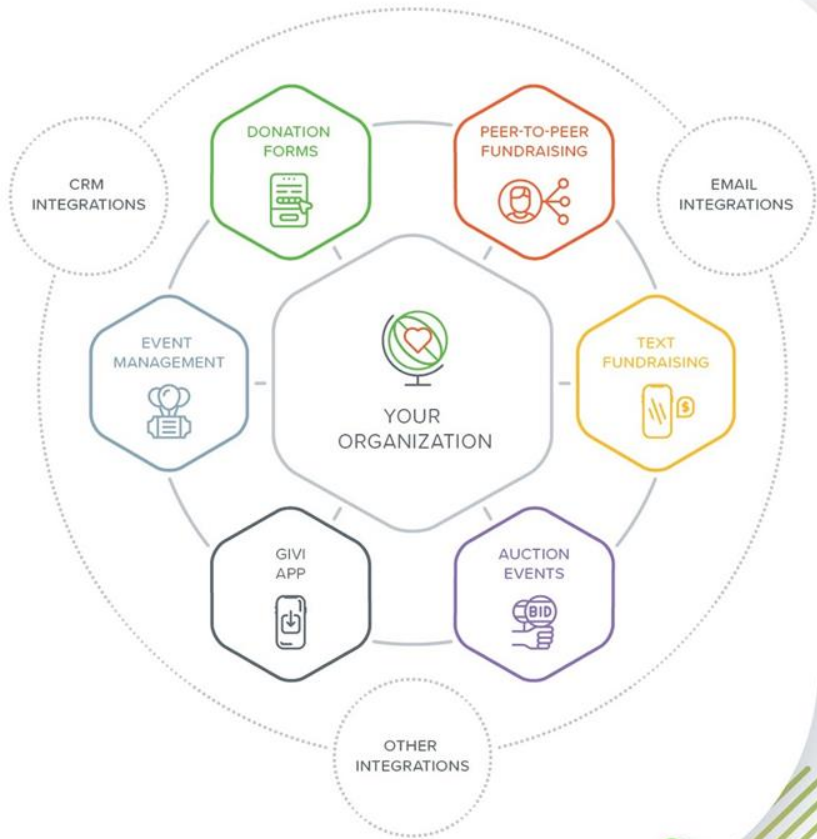 DONATION
FORMS
PEER-TO-PEER
FUNDRAISING
CRM
INTEGRATIONS
EMAIL
INTEGRATIONS
EVENT
MANAGEMENT
TEXT
FUNDRAISING
$
YOUR
ORGANIZATION
GIVI
APP
AUCTION
EVENTS
BID
OTHER
INTEGRATIONS